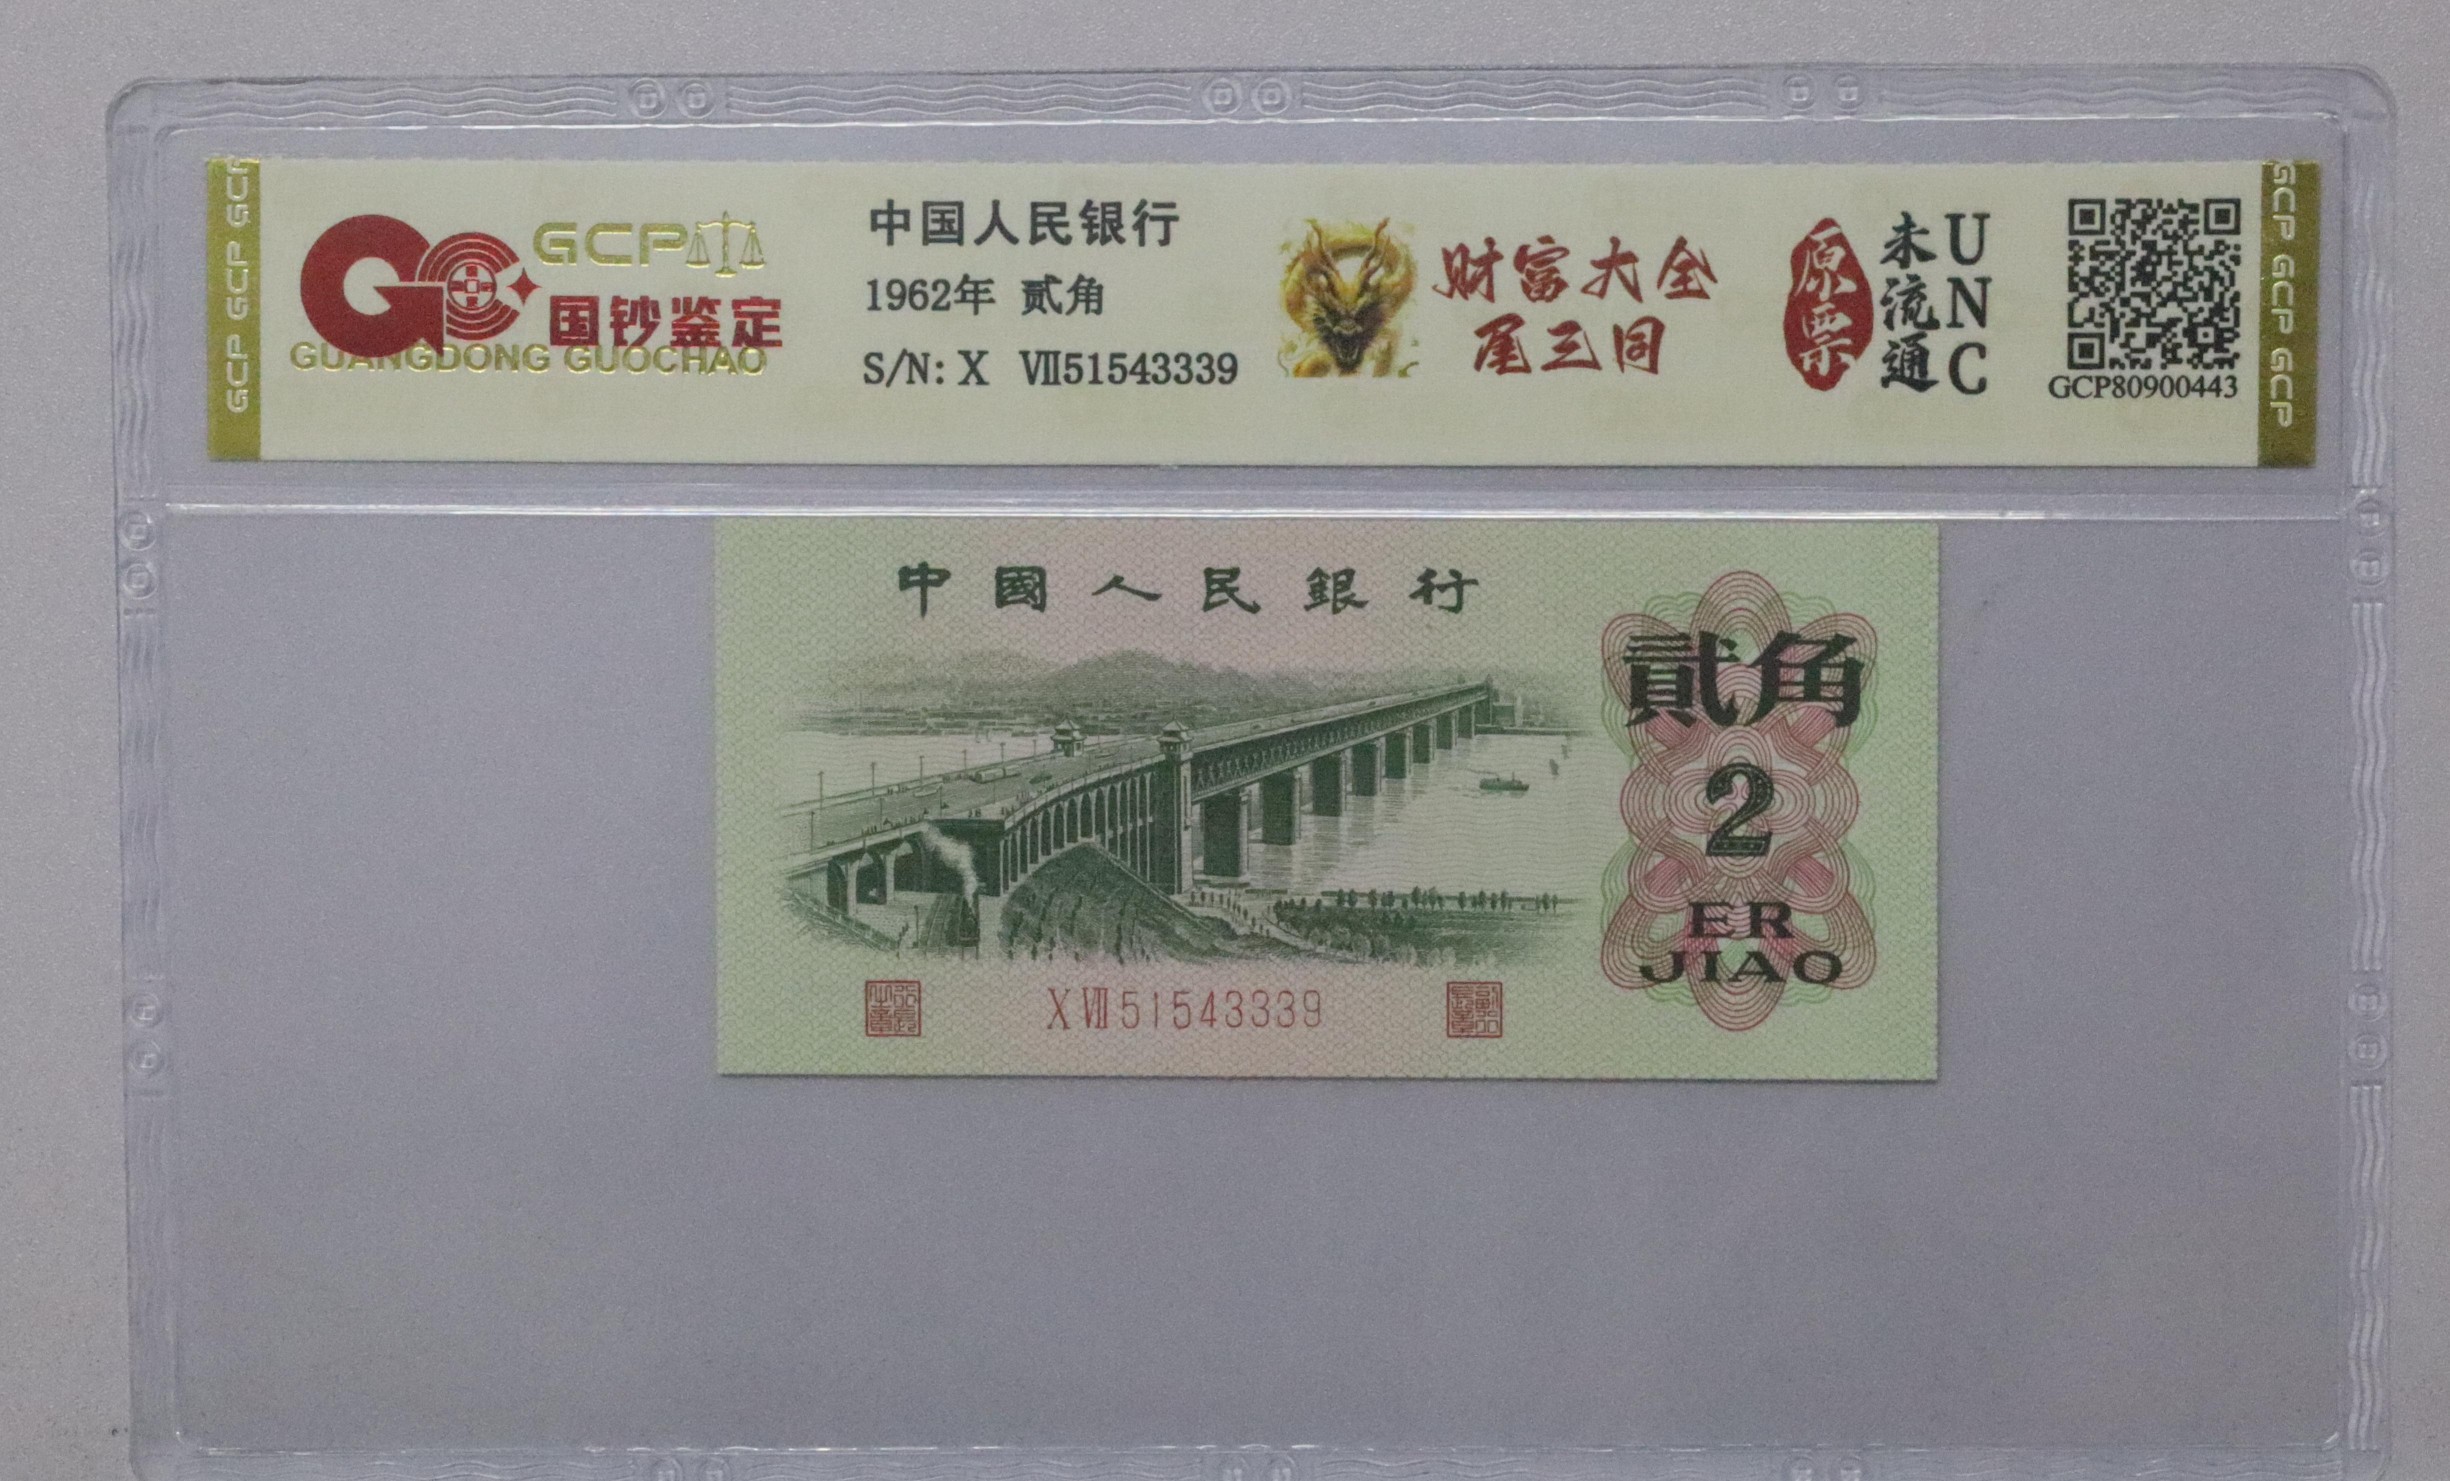 GCP GCP GCP
GCP
国钞鉴定
GUANGDONG GUOCHAO
中国人民银行
1962年 贰角
S/N: X Ⅶ51543339
财富大全
尾三同
原票
未流通
UNC
GCP80900443
GCP GCP GCP
中國人民銀行
貳角
2
ER
JIAO
X Ⅶ 51543339